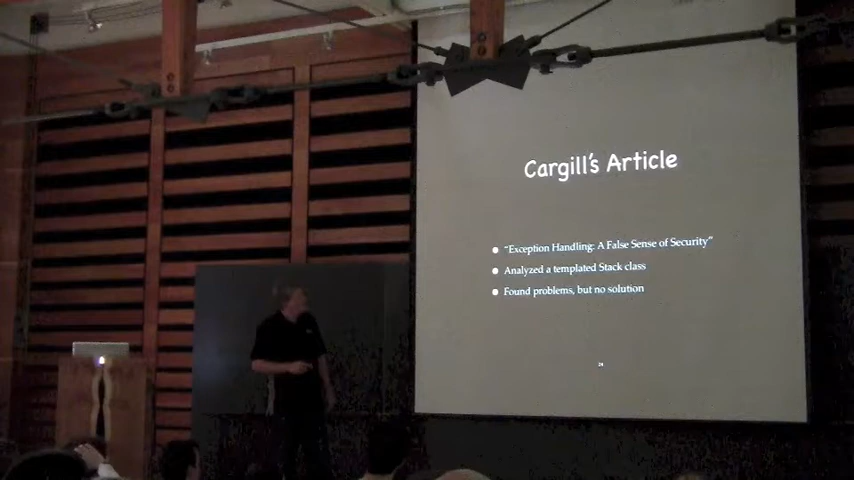 Cargill's Article
"Exception Handling: A False Sense of Security"
Analyzed a templated Stack class
Found problems, but no solution